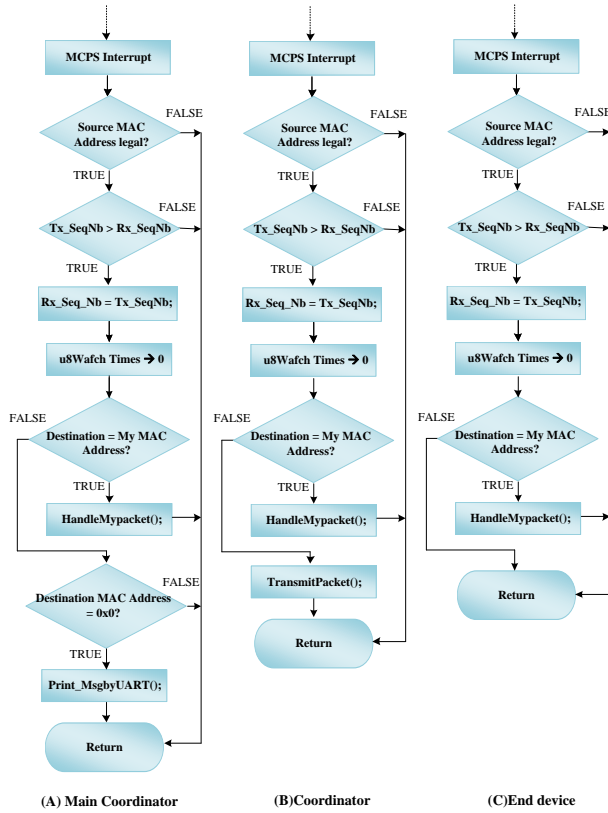 MCPS Interrupt
FALSE
Source MAC
Address legal?
TRUE
FALSE
Tx_SeqNb > Rx_SeqNb
TRUE
Rx_Seq_Nb = Tx_SeqNb;
u8Wafch Times → 0
FALSE
Destination = My MAC
Address?
TRUE
HandleMypacket();
FALSE
Destination MAC Address
= 0x0?
TRUE
Print_MsgbyUART();
Return
(A) Main Coordinator
MCPS Interrupt
FALSE
Source MAC
Address legal?
TRUE
FALSE
Tx_SeqNb > Rx_SeqNb
TRUE
Rx_Seq_Nb = Tx_SeqNb;
u8Wafch Times → 0
FALSE
Destination = My MAC
Address?
TRUE
HandleMypacket();
TransmitPacket();
Return
(B)Coordinator
MCPS Interrupt
FALSE
Source MAC
Address legal?
TRUE
FALSE
Tx_SeqNb > Rx_SeqNb
TRUE
Rx_Seq_Nb = Tx_SeqNb;
u8Wafch Times → 0
FALSE
Destination = My MAC
Address?
TRUE
HandleMypacket();
Return
(C)End device